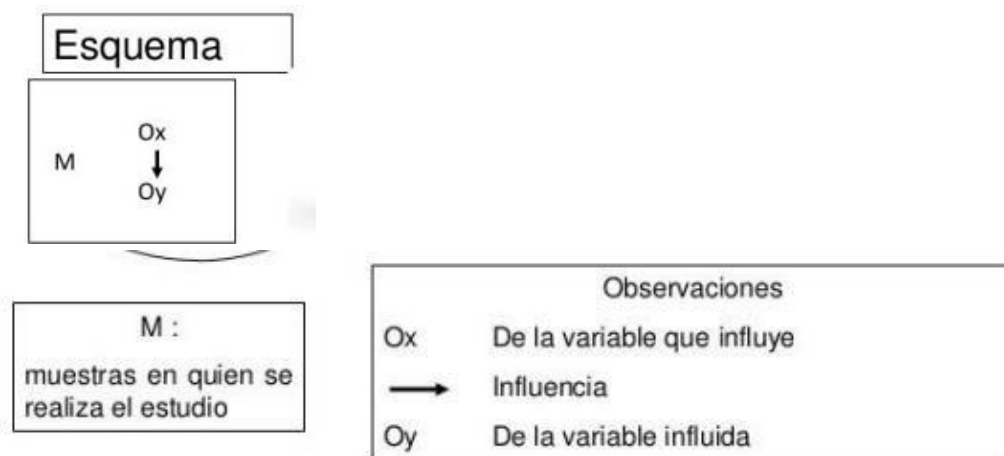 Esquema
Ox
M
Oy
M :
muestras en quien se
realiza el estudio
Observaciones
Ox De la variable que influye
Influencia
Oy De la variable influida